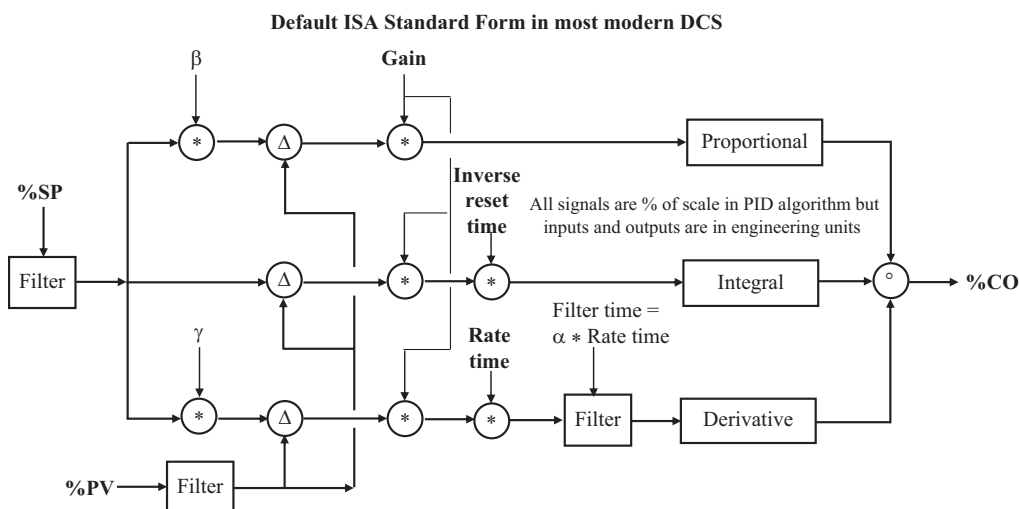 Default ISA Standard Form in most modern DCS
β
Gain
*
Δ
*
Proportional
%SP
Inverse
reset
time
All signals are % of scale in PID algorithm but
inputs and outputs are in engineering units
Filter
Δ
*
*
Integral
°
%CO
γ
Rate
time
Filter time =
α * Rate time
*
Δ
*
*
Filter
Derivative
%PV
Filter